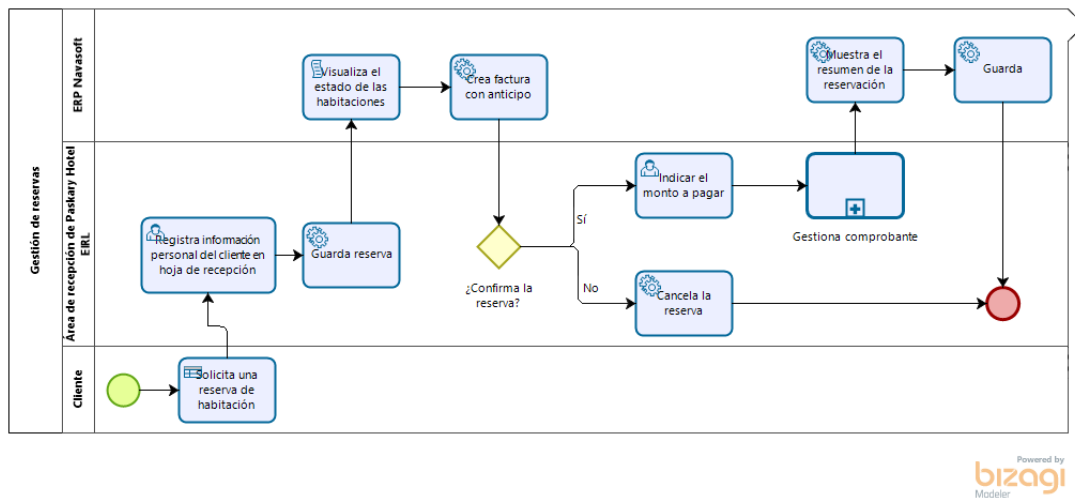 Gestión de reservas
ERP Navasoft
Visualiza el
estado de las
habitaciones
Crea factura
con anticipo
Muestra el
resumen de la
reservación
Guarda
Área de recepción de Paskary Hotel
EIRL
Registra información
personal del cliente en
hoja de recepción
Guarda reserva
¿Confirma la
reserva?
Sí
Indicar el
monto a pagar
Gestiona comprobante
No
Cancela la
reserva
Cliente
Solicita una
reserva de
habitación
Powered by
bizagi
Modeler